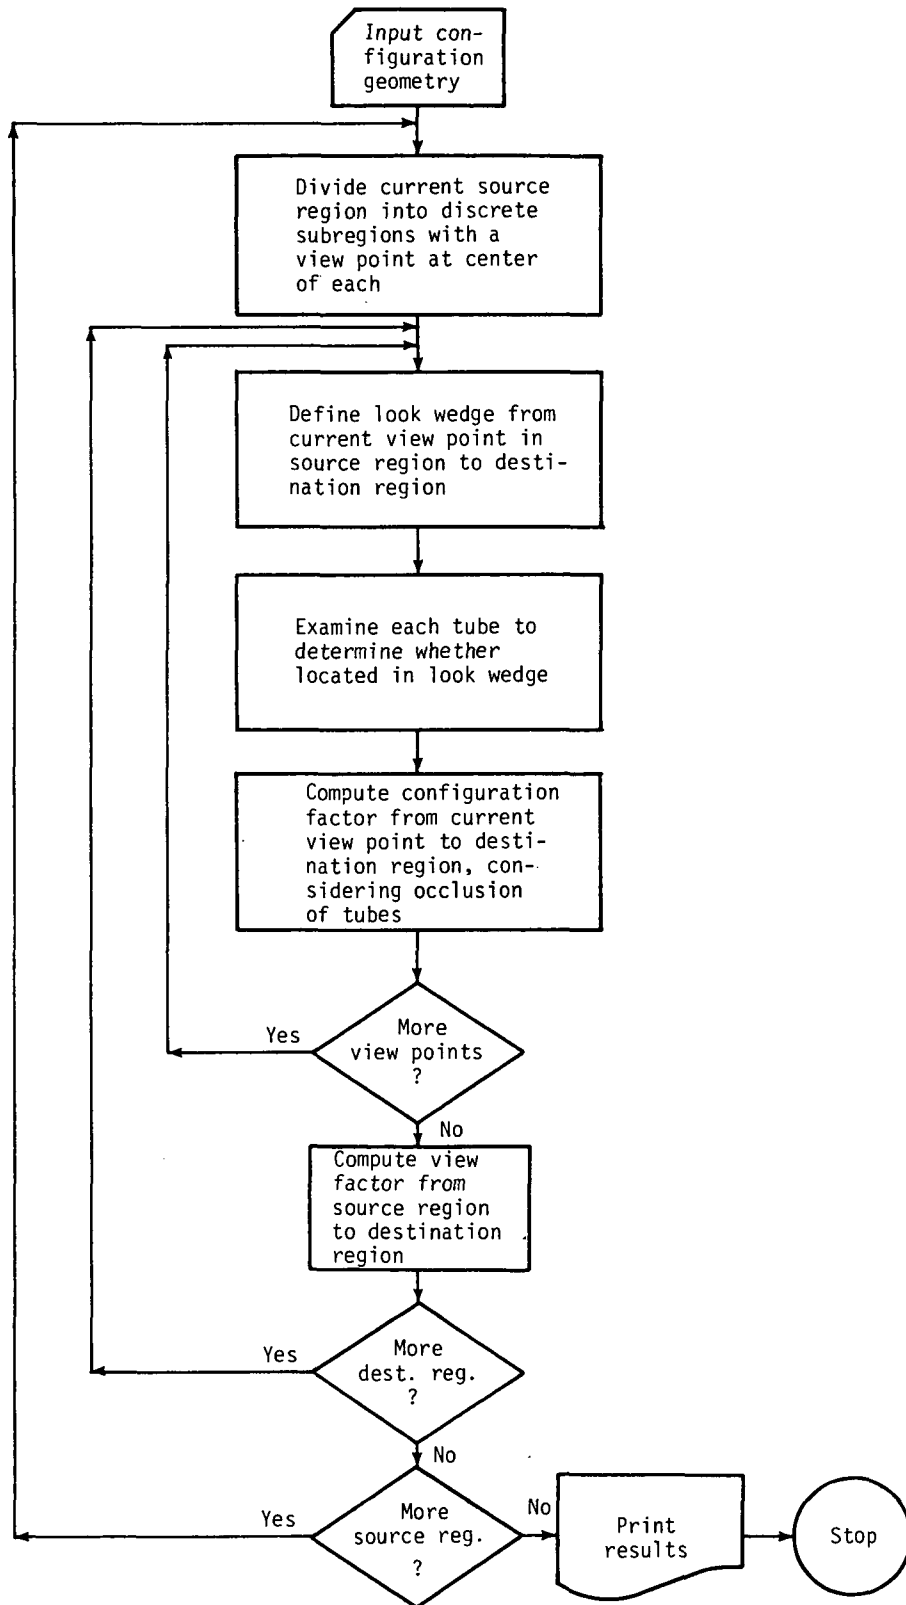 Input con-
figuration
geometry
Divide current source
region into discrete
subregions with a
view point at center
of each
Define look wedge from
current view point in
source region to desti-
nation region
Examine each tube to
determine whether
located in look wedge
Compute configuration
factor from current
view point to desti-
nation region, con-
sidering occlusion
of tubes
Yes
More
view points
?
No
Compute view
factor from
source region
to destination
region
Yes
More
dest. reg.
?
No
Yes
More
source reg.
?
No
Print
results
Stop